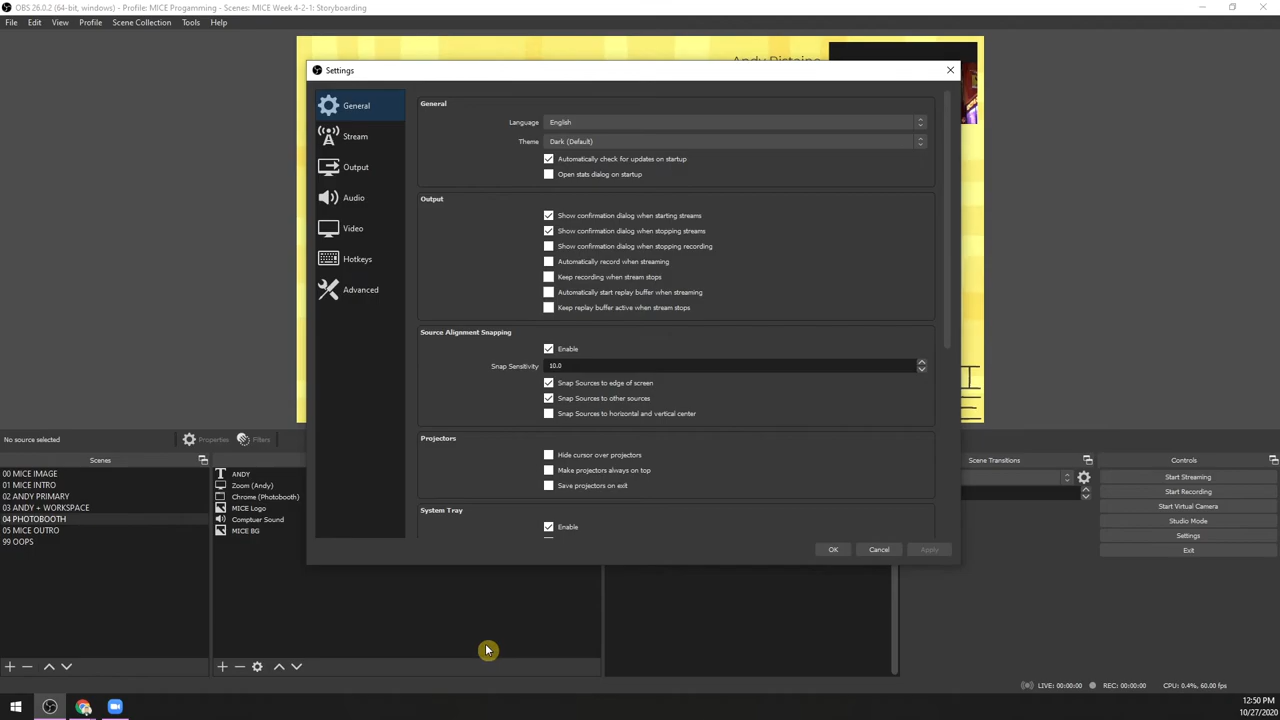 OBS 26.0.2 (64-bit, windows) - Profile: MICE Progamming - Scenes: MICE Week 4-2-1: Storyboarding
File Edit View Profile Scene Collection Tools Help
Settings
General
Stream
Output
Audio
Video
Hotkeys
Advanced
General
Language English
Theme Dark (Default)
Automatically check for updates on startup
Open stats dialog on startup
Output
Show confirmation dialog when starting streams
Show confirmation dialog when stopping streams
Show confirmation dialog when stopping recording
Automatically record when streaming
Keep recording when stream stops
Automatically start replay buffer when streaming
Keep replay buffer active when stream stops
Source Alignment Snapping
Enable
Snap Sensitivity 10.0
Snap Sources to edge of screen
Snap Sources to other sources
Snap Sources to horizontal and vertical center
Projectors
Hide cursor over projectors
Make projectors always on top
Save projectors on exit
System Tray
Enable
OK Cancel Apply
No source selected Properties Filters
Scenes
00 MICE IMAGE
01 MICE INTRO
02 ANDY PRIMARY
03 ANDY + WORKSPACE
04 PHOTOBOOTH
05 MICE OUTRO
99 OOPS
ANDY
Zoom (Andy)
Chrome (Photobooth)
MICE Logo
Comptuer Sound
MICE BG
Scene Transitions
Controls
Start Streaming
Start Recording
Start Virtual Camera
Studio Mode
Settings
Exit
LIVE: 00:00:00 REC: 00:00:00 CPU: 0.4%, 60.00 fps
12:50 PM
10/27/2020